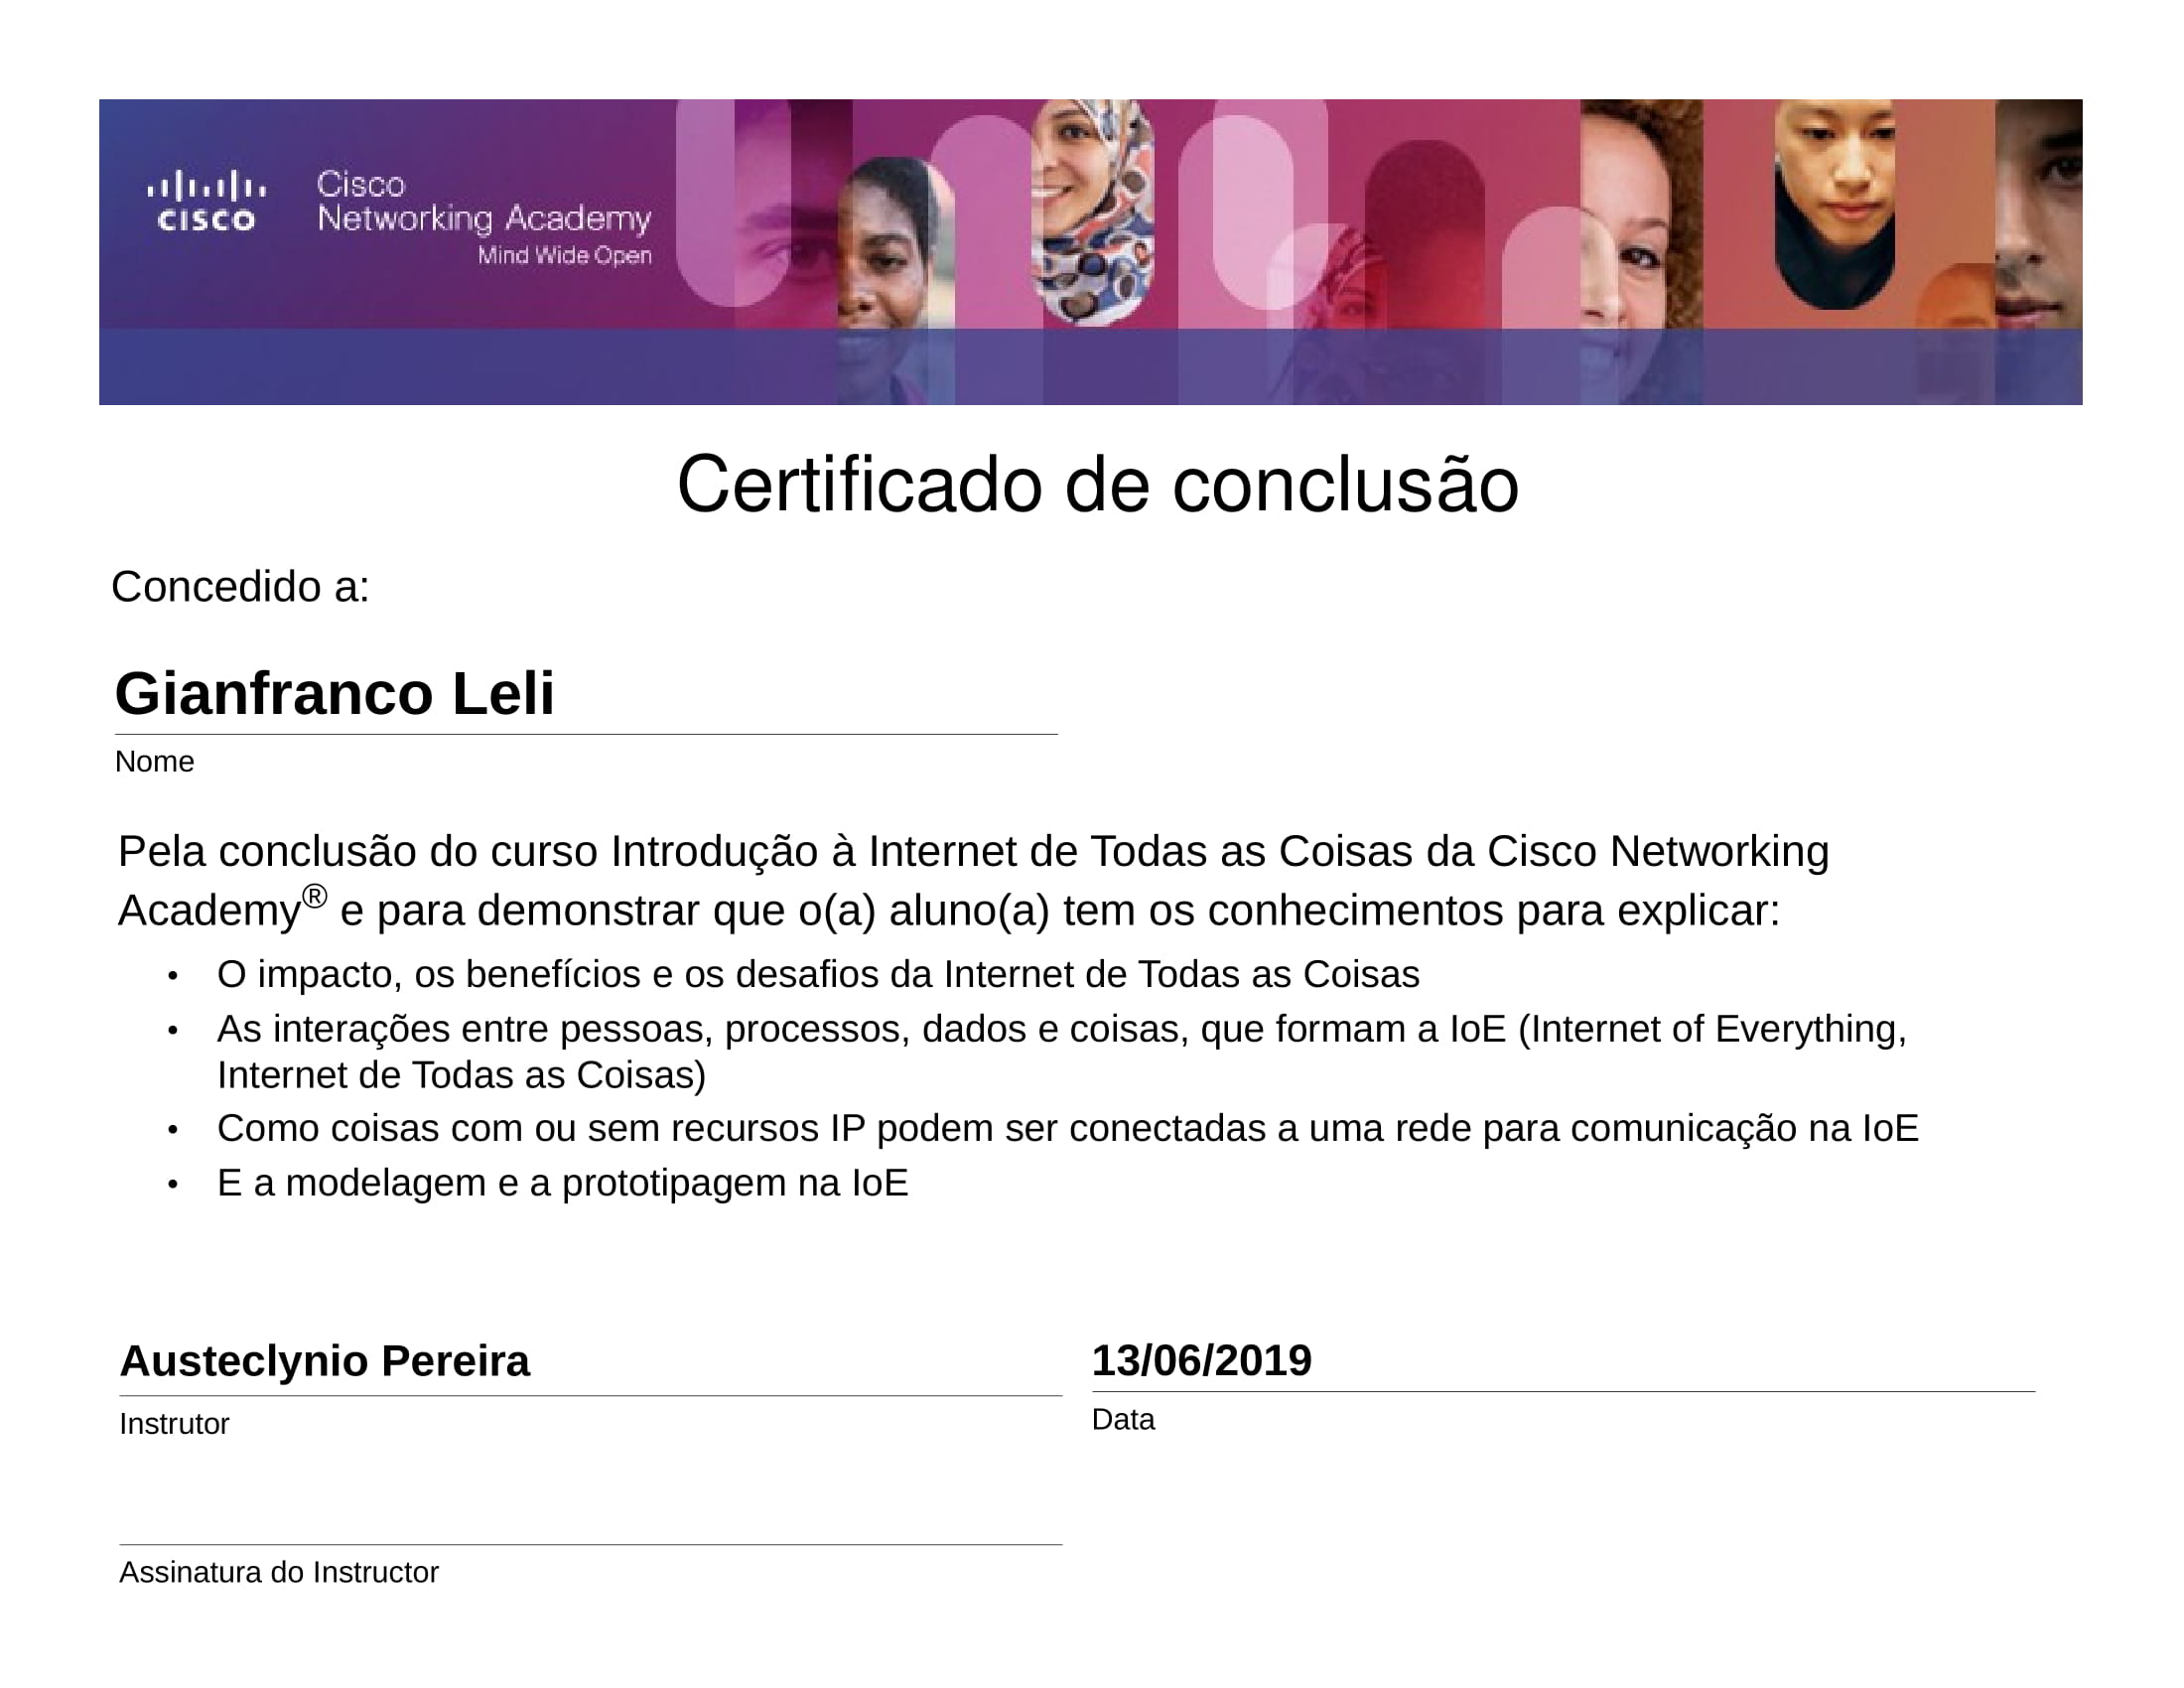 cisco
Cisco
Networking Academy
Mind Wide Open
Certificado de conclusão
Concedido a:
Gianfranco Leli
Nome
Pela conclusão do curso Introdução à Internet de Todas as Coisas da Cisco Networking
Academy® e para demonstrar que o(a) aluno(a) tem os conhecimentos para explicar:
• O impacto, os benefícios e os desafios da Internet de Todas as Coisas
• As interações entre pessoas, processos, dados e coisas, que formam a IoE (Internet of Everything,
Internet de Todas as Coisas)
• Como coisas com ou sem recursos IP podem ser conectadas a uma rede para comunicação na IoE
• E a modelagem e a prototipagem na IoE
Austeclynio Pereira
Instrutor
13/06/2019
Data
Assinatura do Instructor